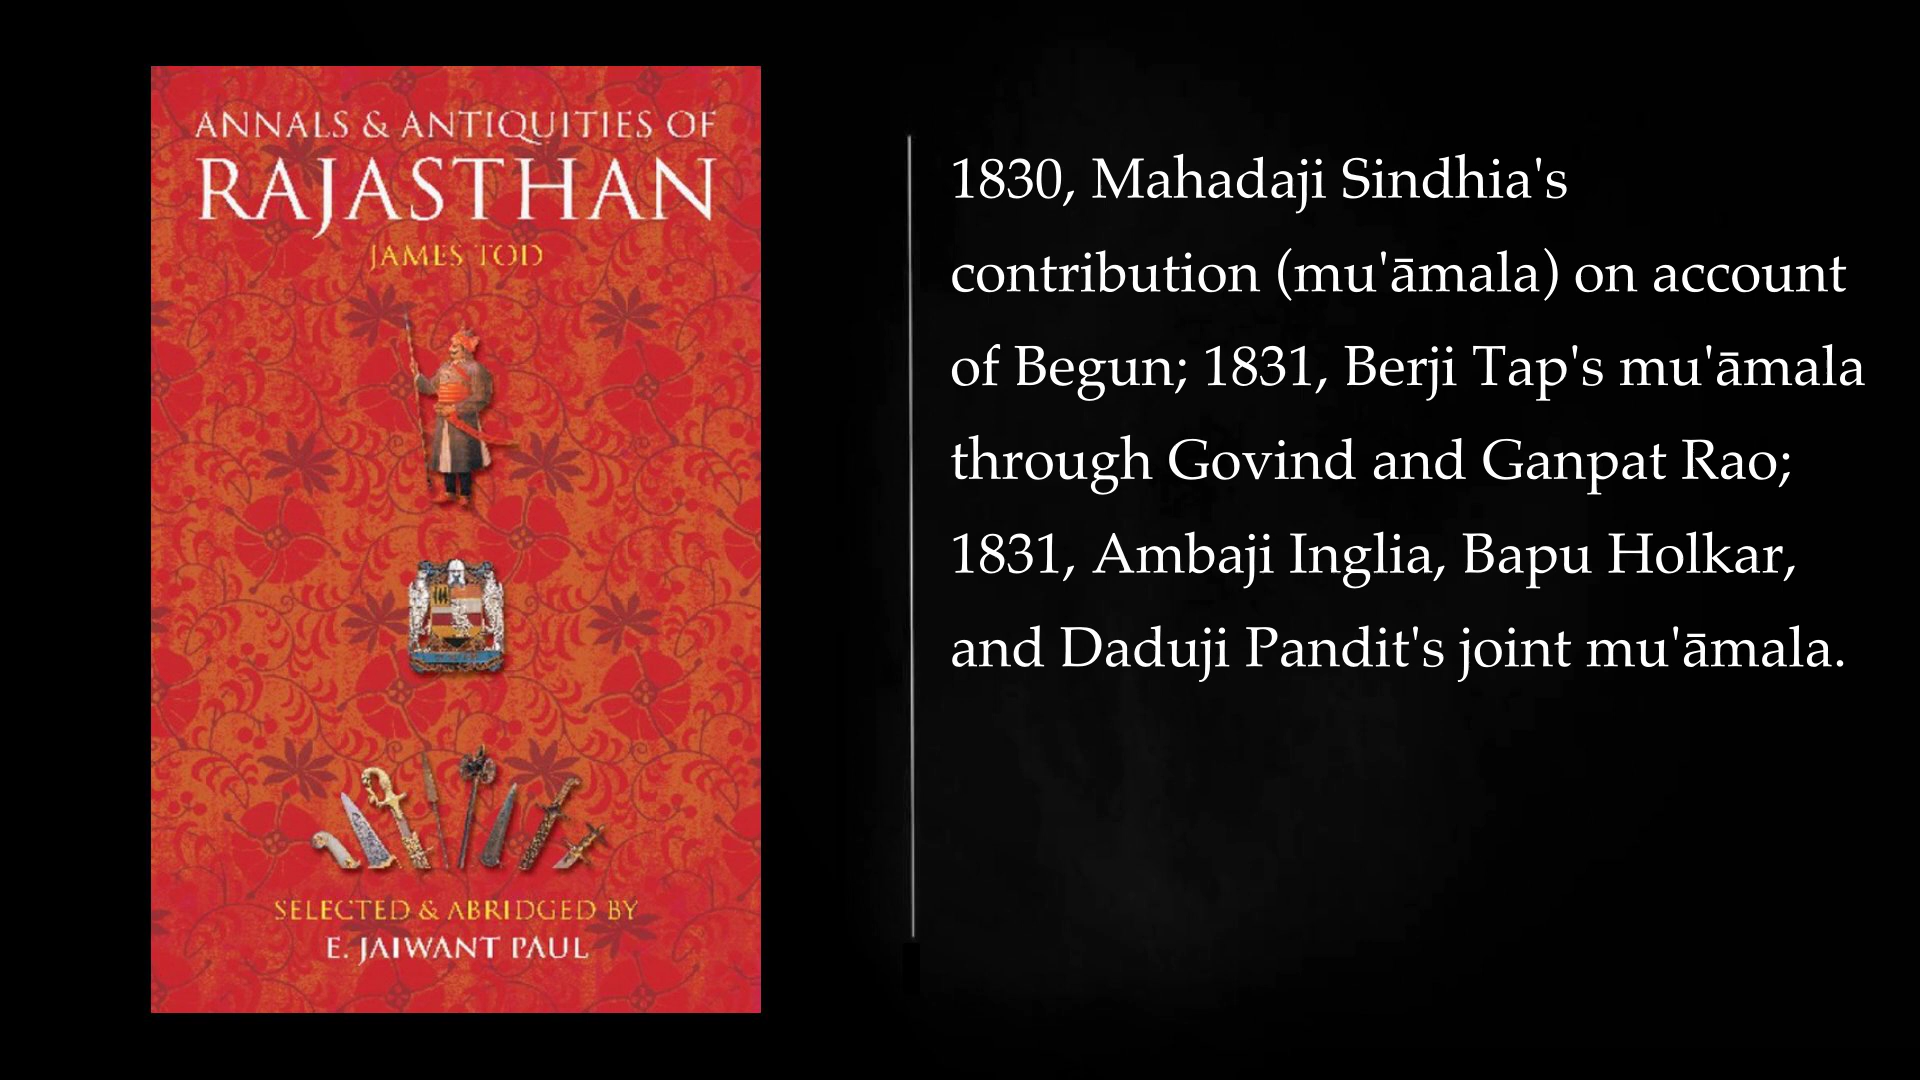 ANNALS & ANTIQUITIES OF
RAJASTHAN
JAMES TOD
SELECTED & ABRIDGED BY
E. JAIWANT PAUL
1830, Mahadaji Sindhia's
contribution (mu'āmala) on account
of Begun; 1831, Berji Tap's mu'āmala
through Govind and Ganpat Rao;
1831, Ambaji Inglia, Bapu Holkar,
and Daduji Pandit's joint mu'āmala.